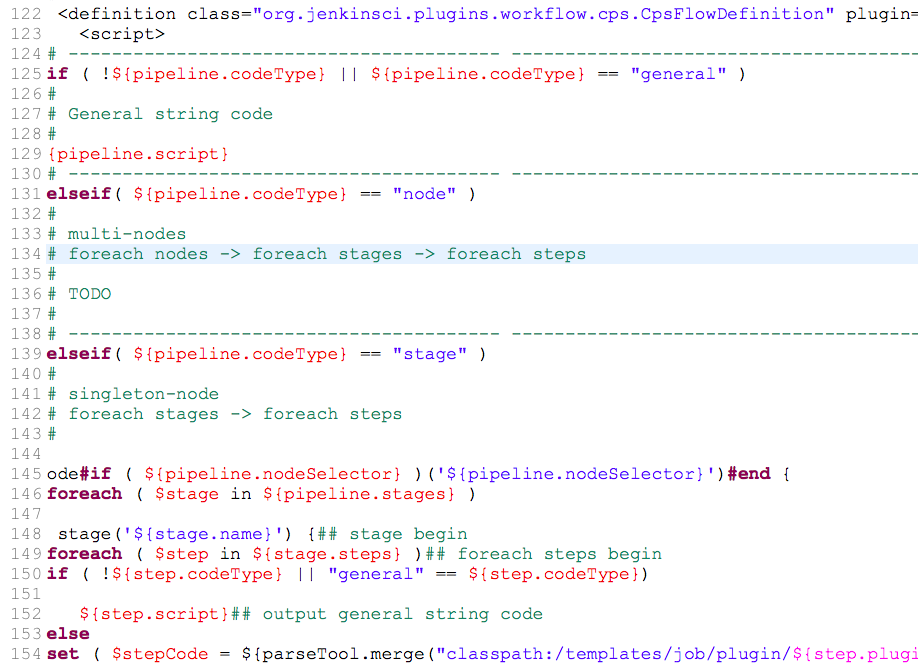 122 <definition class="org.jenkinsci.plugins.workflow.cps.CpsFlowDefinition" plugin=
123 <script>
124 # ---------------------------------------- --------------------------------------
125 if ( !${pipeline.codeType} || ${pipeline.codeType} == "general" )
126 #
127 # General string code
128 #
129 {pipeline.script}
130 # ---------------------------------------- --------------------------------------
131 elseif( ${pipeline.codeType} == "node" )
132 #
133 # multi-nodes
134 # foreach nodes -> foreach stages -> foreach steps
135 #
136 # TODO
137 #
138 # ---------------------------------------- --------------------------------------
139 elseif( ${pipeline.codeType} == "stage" )
140 #
141 # singleton-node
142 # foreach stages -> foreach steps
143 #
144
145 ode#if ( ${pipeline.nodeSelector} )('${pipeline.nodeSelector}')#end {
146 foreach ( $stage in ${pipeline.stages} )
147
148 stage('${stage.name}') {## stage begin
149 foreach ( $step in ${stage.steps} )## foreach steps begin
150 if ( !${step.codeType} || "general" == ${step.codeType})
151
152 ${step.script}## output general string code
153 else
154 set ( $stepCode = ${parseTool.merge("classpath:/templates/job/plugin/${step.plugi